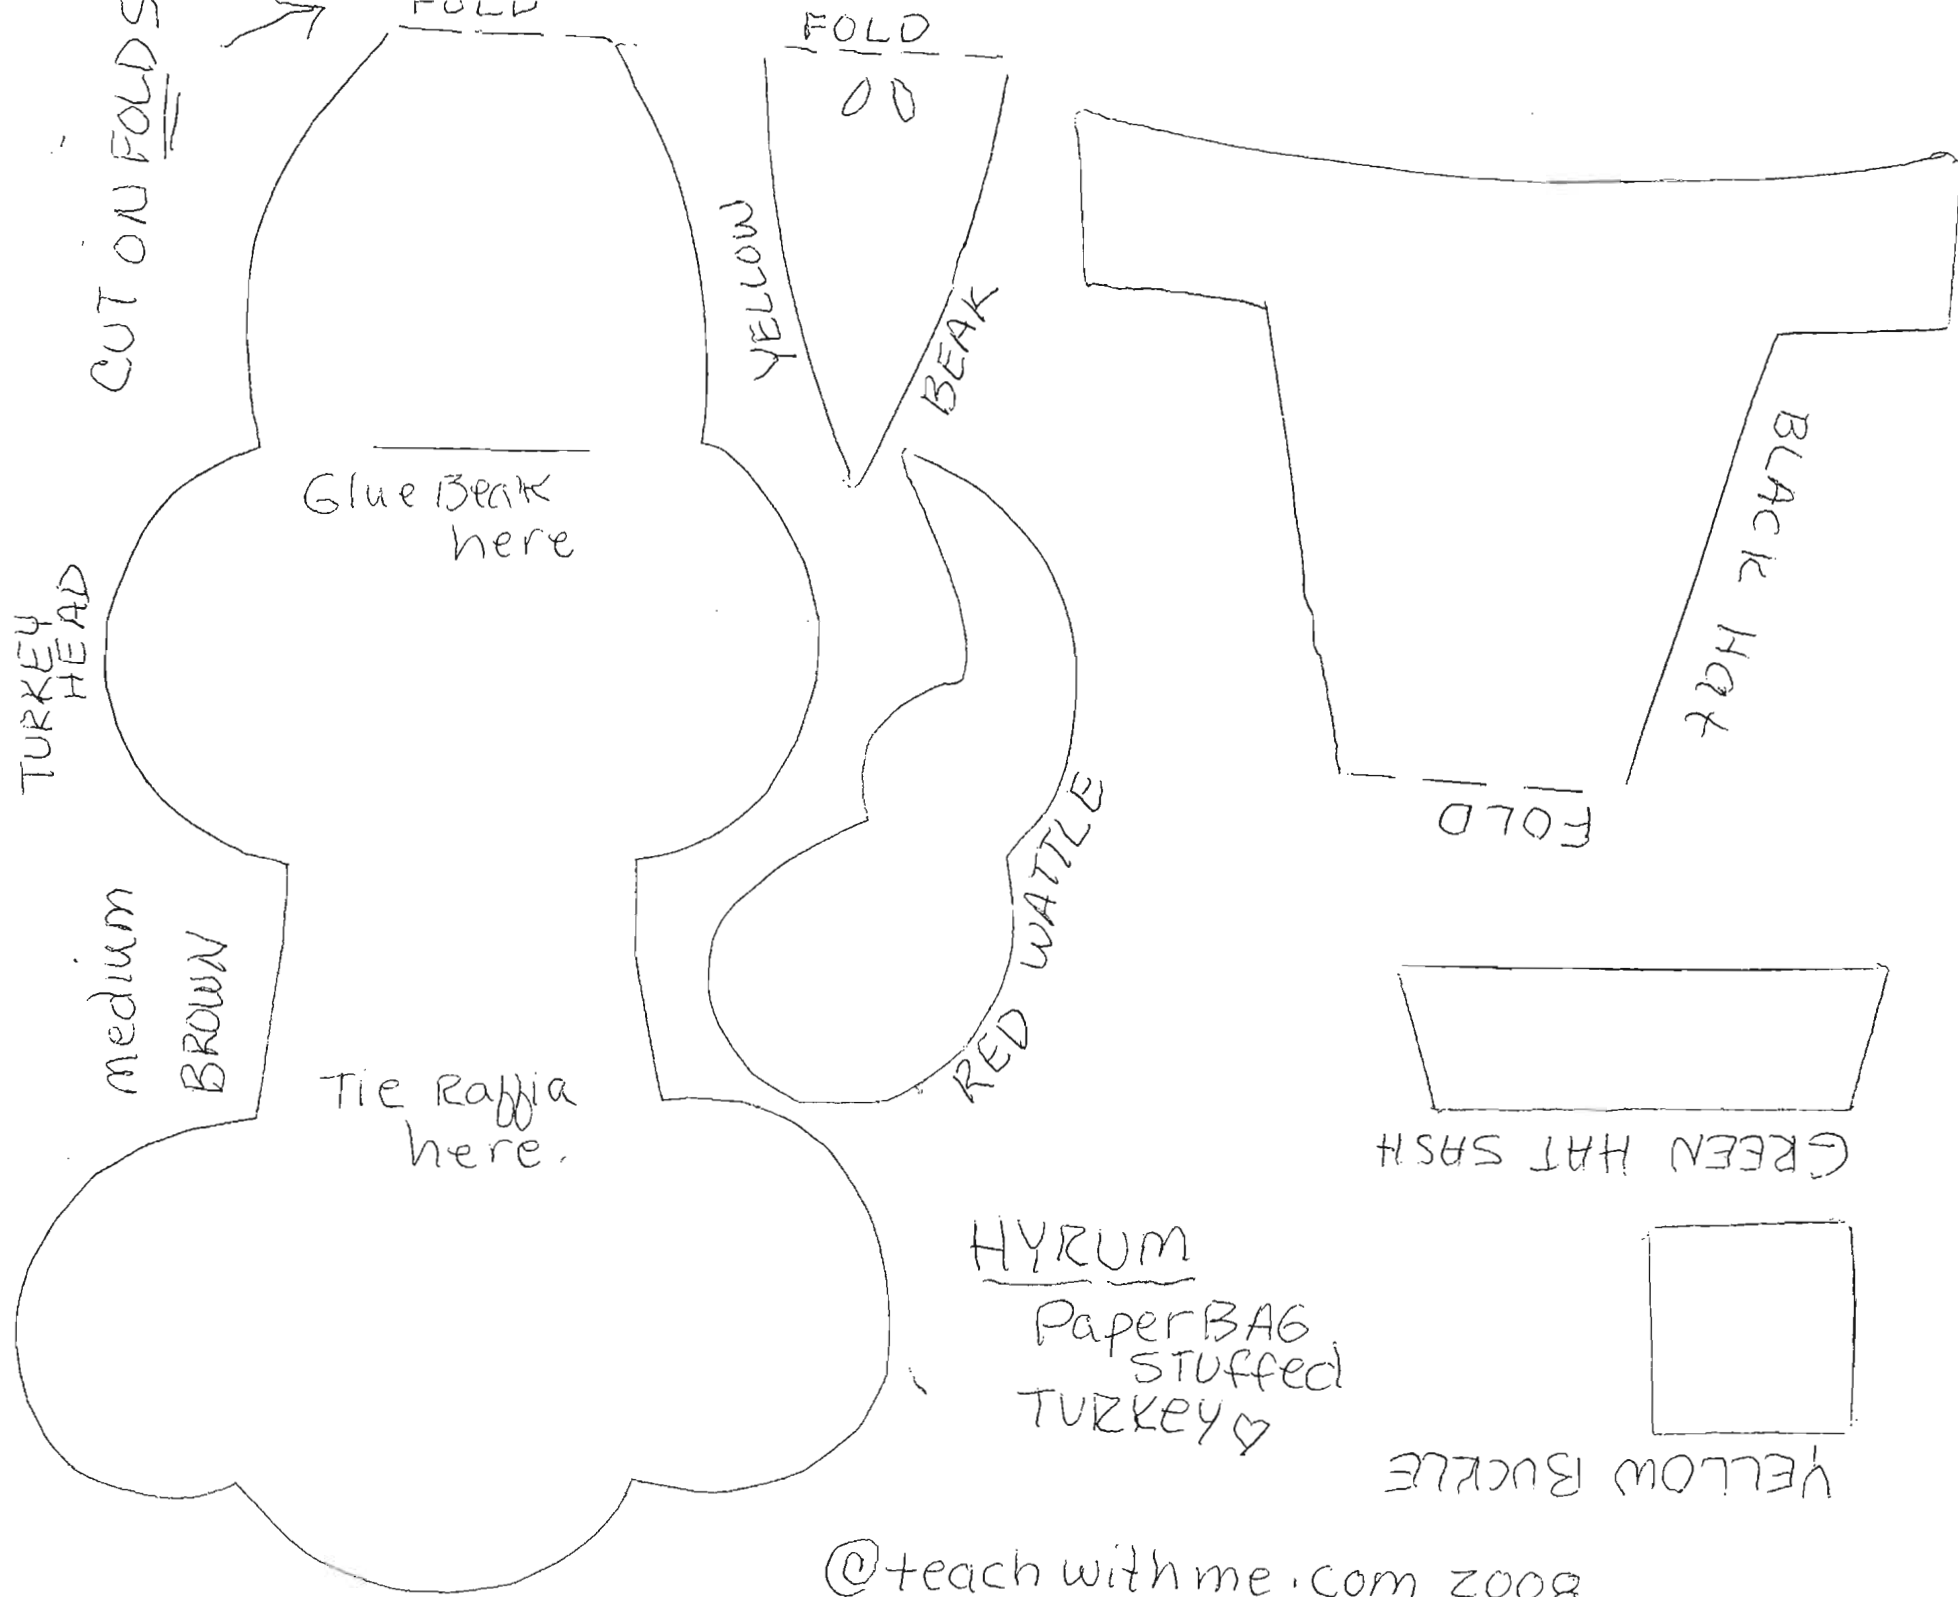 CUT ON FOLDS
FOLD
FOLD
YELLOW
BEAK
Glue Beak
here
TURKEY
HEAD
medium
BROWN
Tie Raffia
here.
RED WATTLE
BLACK Hat
FOLD
GREEN HAT SASH
HYRUM
Paper BAG
STUffed
TURKEY
YELLOW BUCKLE
@teachwithme.com 2008